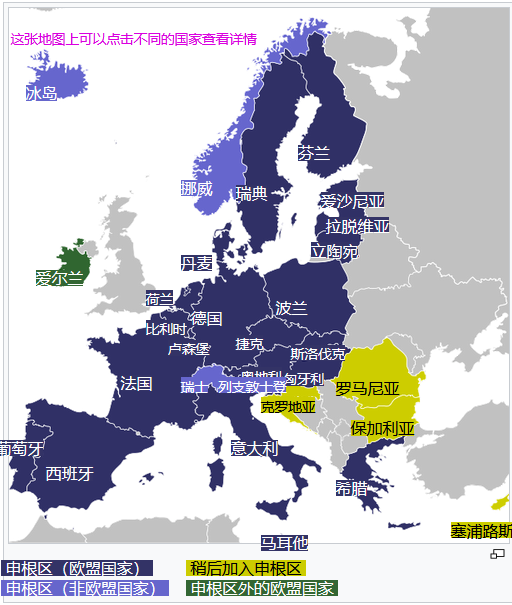 这张地图上可以点击不同的国家查看详情
冰岛
芬兰
挪威
瑞典
爱沙尼亚
拉脱维亚
立陶宛
丹麦
爱尔兰
荷兰
波兰
德国
比利时
卢森堡
捷克
斯洛伐克
奥地利
匈牙利
法国
瑞士
列支敦士登
罗马尼亚
克罗地亚
保加利亚
葡萄牙
意大利
西班牙
希腊
塞浦路斯
马耳他
申根区（欧盟国家）
稍后加入申根区
申根区（非欧盟国家）
申根区外的欧盟国家